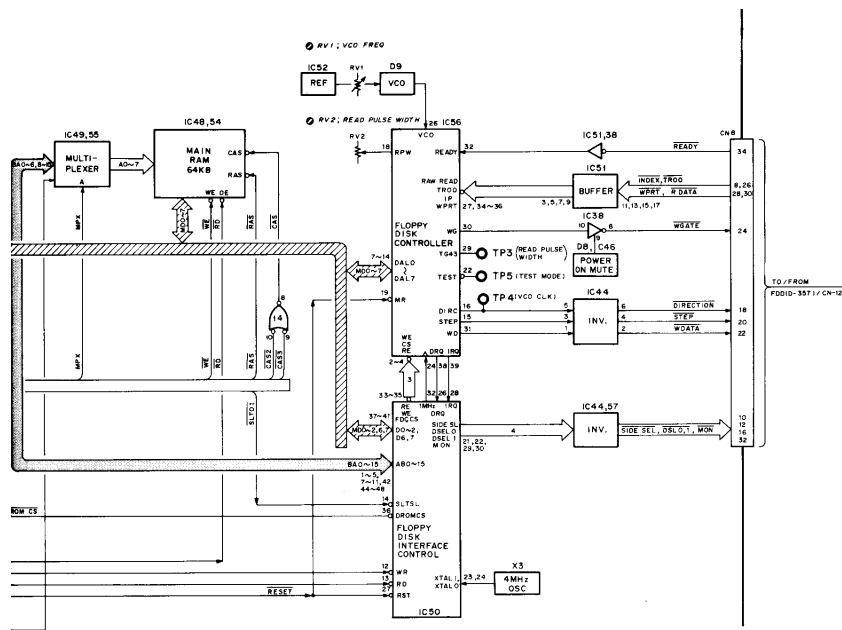 RV1 ; VCO FREQ
IC52
REF
RV1
D9
VCO
RV2 ; READ PULSE WIDTH
RV2
26
IC56
VCO
18
RPW
READY
32
IC51,38
READY
CN8
34
IC49,55
MULTI-
PLEXER
A
BA0~6,8~15
A0~7
IC48,54
MAIN
RAM
64KB
CAS
RAS
WE OE
MPX
MD0~7
WE
RD
RAS
CAS
RAW READ
TR00
IP
WPRT
27, 34~36
3,5,7,9
IC51
BUFFER
11,13,15,17
INDEX,TR00
WPRT, R DATA
8,26
28,30
FLOPPY
DISK
CONTROLLER
WG
30
10
IC38
8
9
WGATE
24
D8, IC46
POWER
ON MUTE
TG43
29
TP3 (READ PULSE WIDTH)
TEST
22
TP5 (TEST MODE)
TP4 (VCO CLK)
7~14
DAL0
~
DAL7
MD0~7
19
MR
DIRC
16
STEP
15
WD
31
IC44
INV.
5
3
1
6
4
2
DIRECTION
STEP
WDATA
18
20
22
TO/FROM
FDD(D-357)/CN-12
8
14
10
9
MPX
WE
RD
RAS
CAS2
CAS3
SLTD1
WE
CS
RE
2~4
3
DRQ
IRQ
24
38
39
32
26
28
33~35
RE
WE
FDC,CS
1MHz
DRQ
IRQ
37~41
D0~2,
D6,7
MD0~2,6,7
SIDE SL
DSEL 0
DSEL 1
MON
21,22,
29,30
4
IC44,57
INV.
SIDE SEL, DSL0,1, MON
10
12
16
32
BA0~15
AB0~15
1~5,
7~11,42
44~48
14
SLTSL
36
DROMCS
ROM CS
FLOPPY
DISK
INTERFACE
CONTROL
12
WR
13
RD
27
RST
RESET
XTAL I,
XTAL O
23,24
X3
4MHz
OSC
IC50